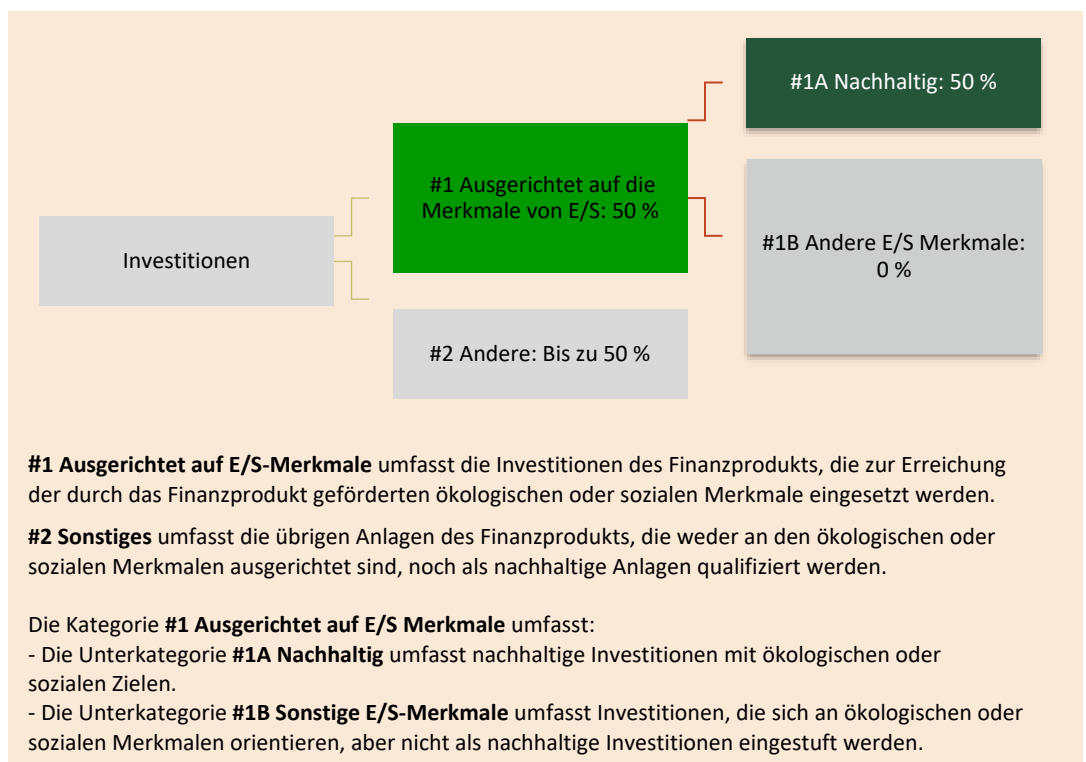 #1A Nachhaltig: 50 %
#1 Ausgerichtet auf die
Merkmale von E/S: 50 %
#1B Andere E/S Merkmale:
0 %
Investitionen
#2 Andere: Bis zu 50 %
#1 Ausgerichtet auf E/S-Merkmale umfasst die Investitionen des Finanzprodukts, die zur Erreichung
der durch das Finanzprodukt geförderten ökologischen oder sozialen Merkmale eingesetzt werden.
#2 Sonstiges umfasst die übrigen Anlagen des Finanzprodukts, die weder an den ökologischen oder
sozialen Merkmalen ausgerichtet sind, noch als nachhaltige Anlagen qualifiziert werden.
Die Kategorie #1 Ausgerichtet auf E/S Merkmale umfasst:
- Die Unterkategorie #1A Nachhaltig umfasst nachhaltige Investitionen mit ökologischen oder
sozialen Zielen.
- Die Unterkategorie #1B Sonstige E/S-Merkmale umfasst Investitionen, die sich an ökologischen oder
sozialen Merkmalen orientieren, aber nicht als nachhaltige Investitionen eingestuft werden.